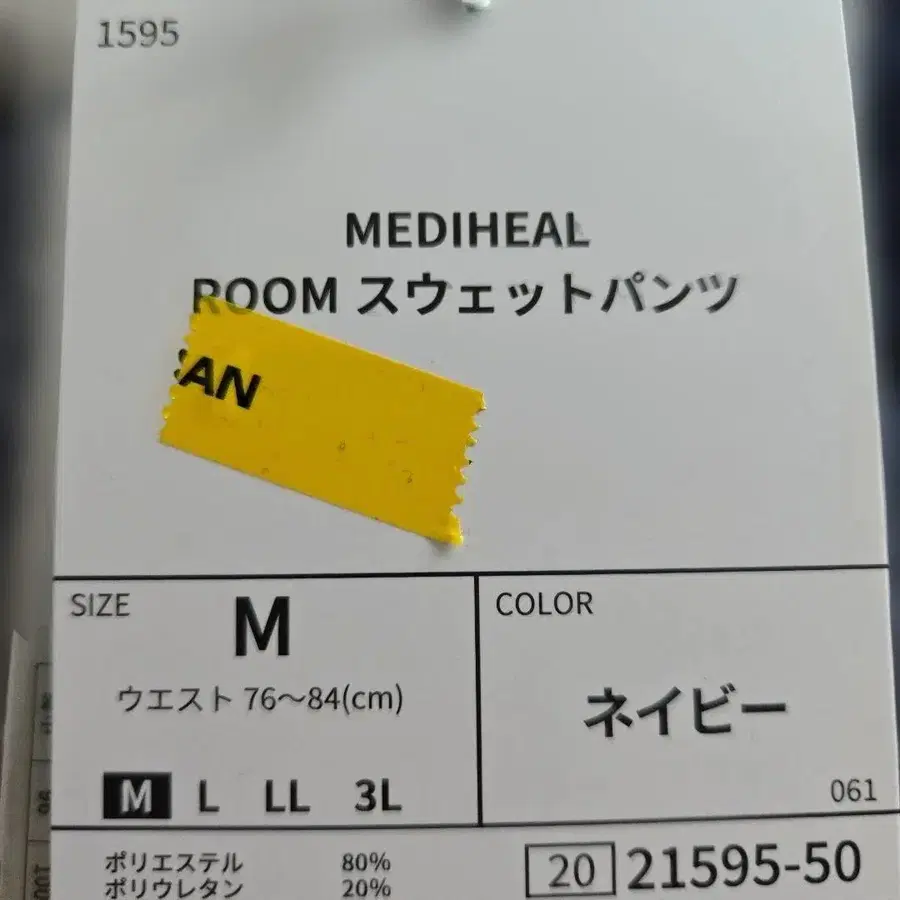 1595
MEDIHEAL
ROOM スウェットパンツ
SAN
SIZE
M
ウエスト 76〜84(cm)
M L LL 3L
COLOR
ネイビー
061
ポリエステル 80%
ポリウレタン 20%
20 21595-50